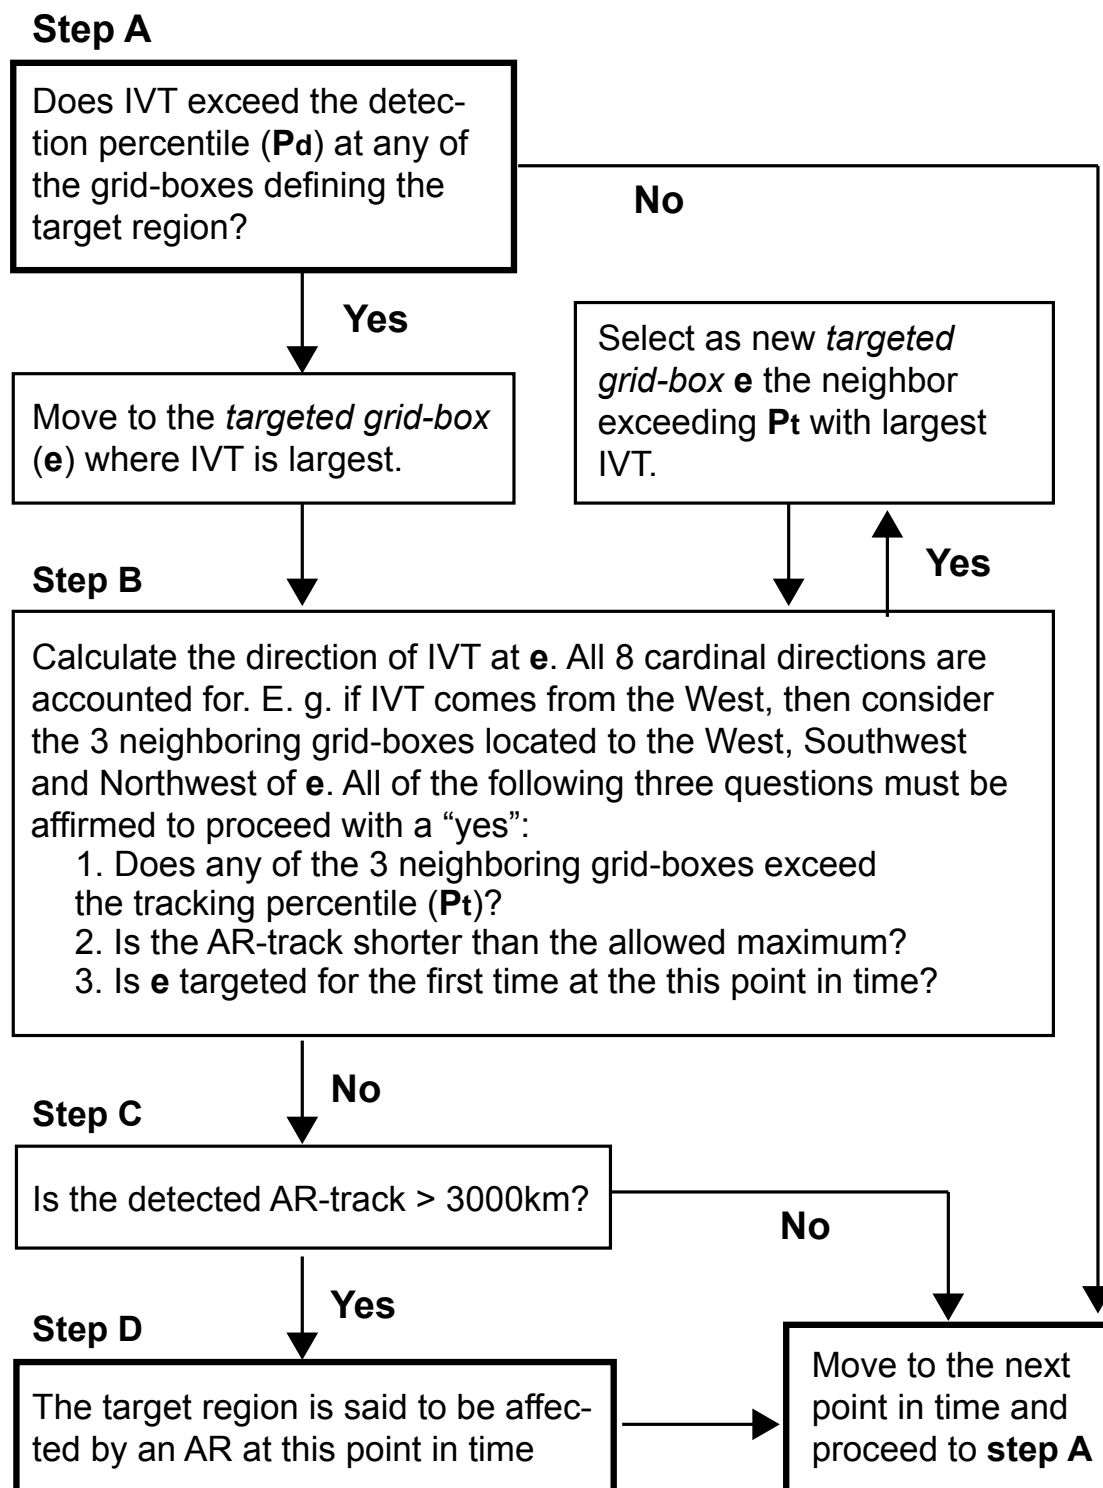 Step A
Does IVT exceed the detec-
tion percentile (Pd) at any of
the grid-boxes defining the
target region?
No
Yes
Move to the targeted grid-box
(e) where IVT is largest.
Select as new targeted
grid-box e the neighbor
exceeding Pt with largest
IVT.
Yes
Step B
Calculate the direction of IVT at e. All 8 cardinal directions are
accounted for. E. g. if IVT comes from the West, then consider
the 3 neighboring grid-boxes located to the West, Southwest
and Northwest of e. All of the following three questions must be
affirmed to proceed with a “yes”:
1. Does any of the 3 neighboring grid-boxes exceed
the tracking percentile (Pt)?
2. Is the AR-track shorter than the allowed maximum?
3. Is e targeted for the first time at the this point in time?
No
Step C
Is the detected AR-track > 3000km?
No
Yes
Step D
The target region is said to be affec-
ted by an AR at this point in time
Move to the next
point in time and
proceed to step A